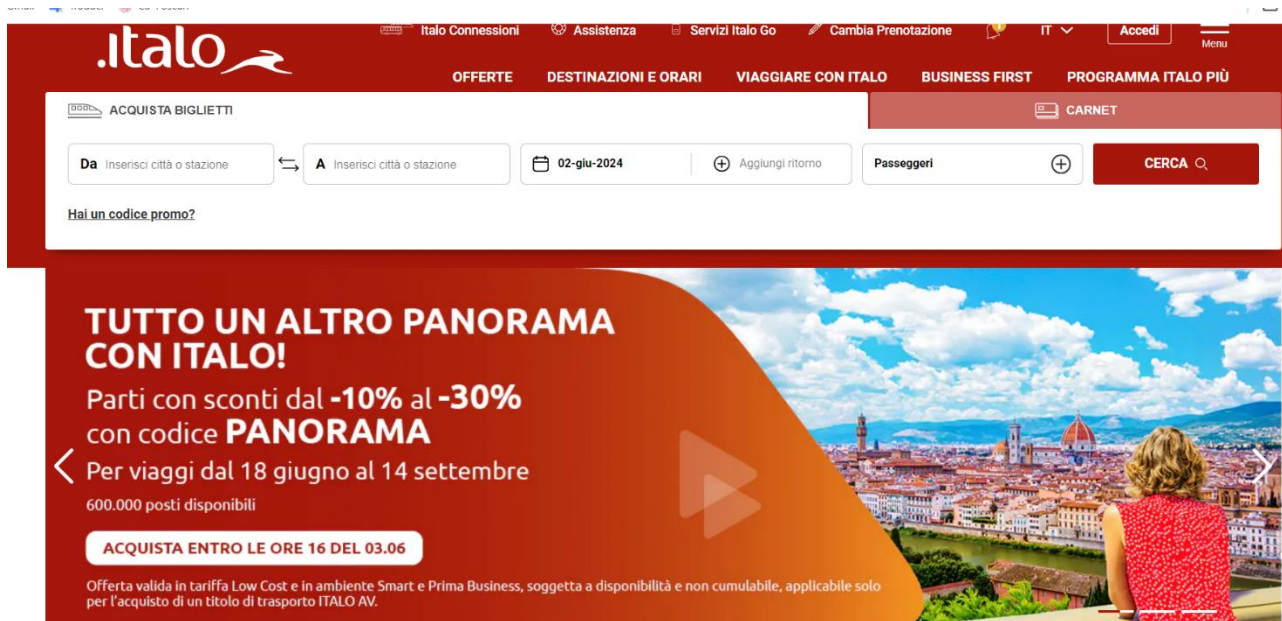 .italo
Italo Connessioni Assistenza Servizi Italo Go Cambia Prenotazione 1 IT Accedi Menu
OFFERTE DESTINAZIONI E ORARI VIAGGIARE CON ITALO BUSINESS FIRST PROGRAMMA ITALO PIÙ
ACQUISTA BIGLIETTI CARNET
Da Inserisci città o stazione A Inserisci città o stazione 02-giu-2024 Aggiungi ritorno Passeggeri CERCA
Hai un codice promo?
TUTTO UN ALTRO PANORAMA
CON ITALO!
Parti con sconti dal -10% al -30%
con codice PANORAMA
Per viaggi dal 18 giugno al 14 settembre
600.000 posti disponibili
ACQUISTA ENTRO LE ORE 16 DEL 03.06
Offerta valida in tariffa Low Cost e in ambiente Smart e Prima Business, soggetta a disponibilità e non cumulabile, applicabile solo
per l'acquisto di un titolo di trasporto ITALO AV.